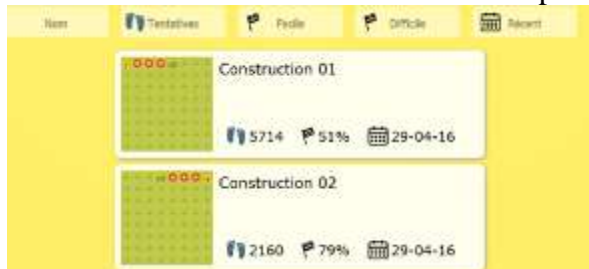 Nom Tentatives Facile Difficile Récent
Construction 01
5714 51% 29-04-16
Construction 02
2160 79% 29-04-16